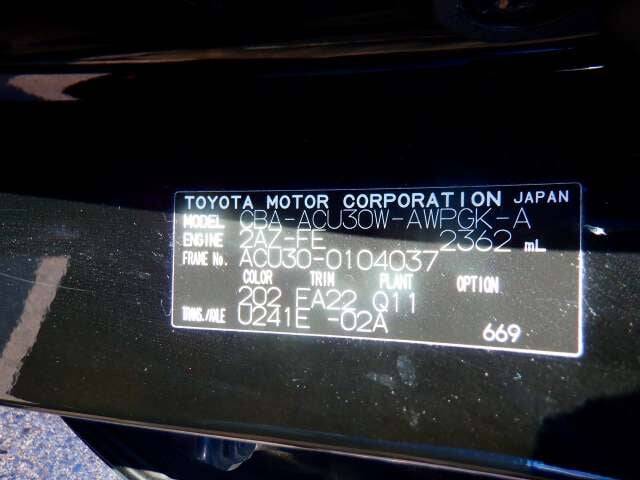 TOYOTA MOTOR CORPORATION JAPAN
MODEL CBA-ACU30W-AWPGK-A
ENGINE 2AZ-FE 2362 mL
FRAME No. ACU30-0104037
COLOR TRIM PLANT OPTION
202 FA22 Q11
TRANS./AXLE U241E -02A
669